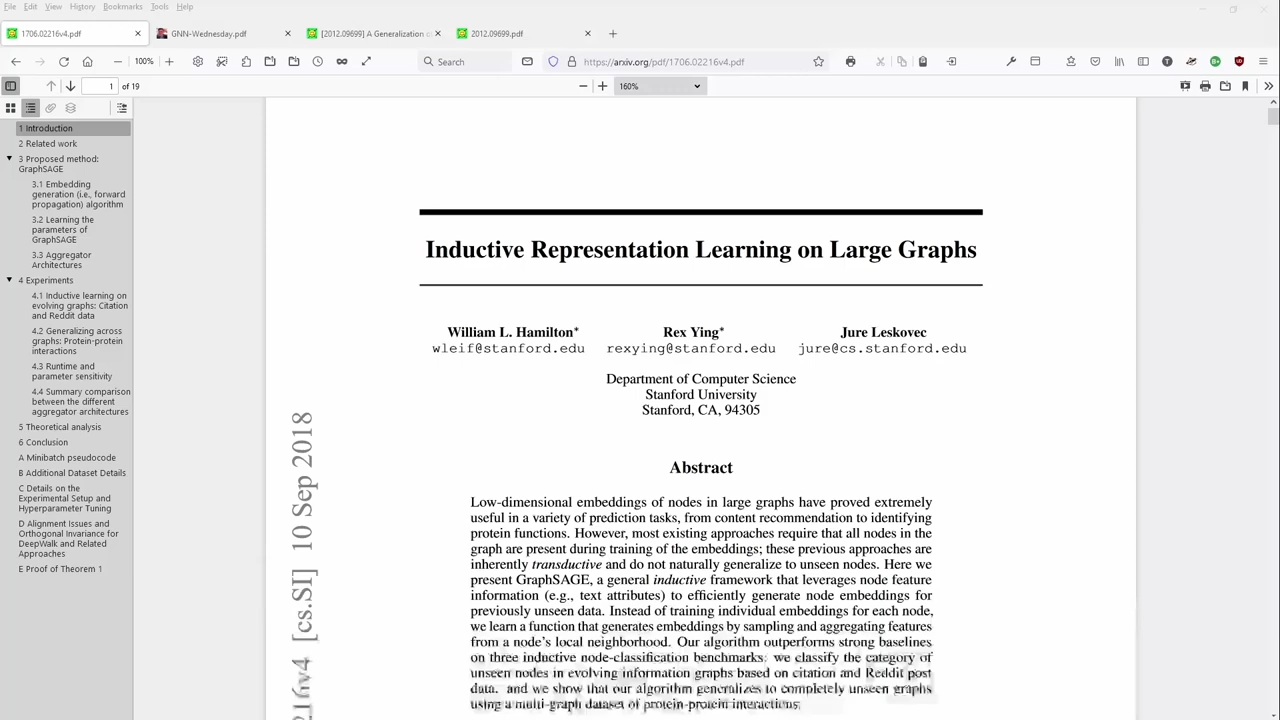 File Edit View History Bookmarks Tools Help
1706.02216v4.pdf GNN-Wednesday.pdf [2012.09699] A Generalization o 2012.09699.pdf
100% Search https://arxiv.org/pdf/1706.02216v4.pdf
1 of 19 160%
1 Introduction
2 Related work
3 Proposed method:
GraphSAGE
3.1 Embedding
generation (i.e., forward
propagation) algorithm
3.2 Learning the
parameters of
GraphSAGE
3.3 Aggregator
Architectures
4 Experiments
4.1 Inductive learning on
evolving graphs: Citation
and Reddit data
4.2 Generalizing across
graphs: Protein-protein
interactions
4.3 Runtime and
parameter sensitivity
4.4 Summary comparison
between the different
aggregator architectures
5 Theoretical analysis
6 Conclusion
A Minibatch pseudocode
B Additional Dataset Details
C Details on the
Experimental Setup and
Hyperparameter Tuning
D Alignment Issues and
Orthogonal Invariance for
DeepWalk and Related
Approaches
E Proof of Theorem 1
216v4 [cs.SI] 10 Sep 2018
Inductive Representation Learning on Large Graphs
William L. Hamilton* Rex Ying* Jure Leskovec
wleif@stanford.edu rexying@stanford.edu jure@cs.stanford.edu
Department of Computer Science
Stanford University
Stanford, CA, 94305
Abstract
Low-dimensional embeddings of nodes in large graphs have proved extremely
useful in a variety of prediction tasks, from content recommendation to identifying
protein functions. However, most existing approaches require that all nodes in the
graph are present during training of the embeddings; these previous approaches are
inherently transductive and do not naturally generalize to unseen nodes. Here we
present GraphSAGE, a general inductive framework that leverages node feature
information (e.g., text attributes) to efficiently generate node embeddings for
previously unseen data. Instead of training individual embeddings for each node,
we learn a function that generates embeddings by sampling and aggregating features
from a node's local neighborhood. Our algorithm outperforms strong baselines
on three inductive node-classification benchmarks: we classify the category of
unseen nodes in evolving information graphs based on citation and Reddit post
data, and we show that our algorithm generalizes to completely unseen graphs
using a multi-graph dataset of protein-protein interactions.